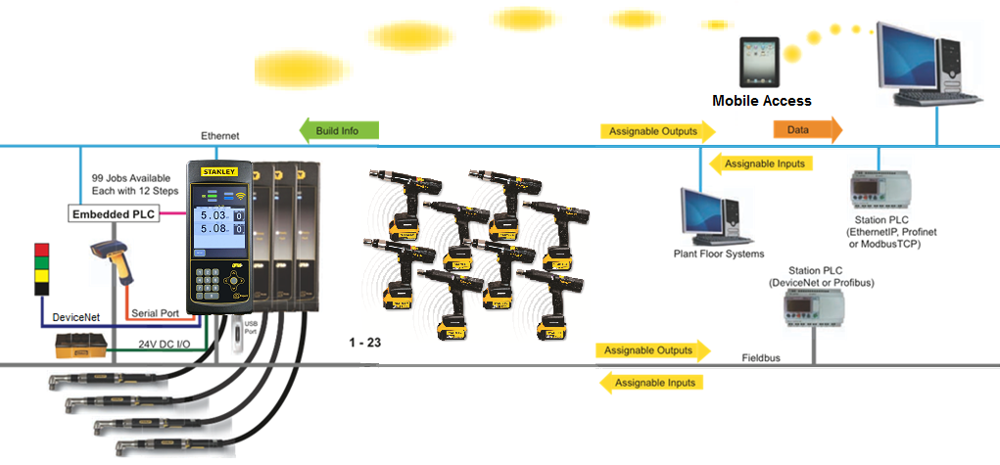 Mobile Access
Ethernet
Build Info
Assignable Outputs
Data
Assignable Inputs
99 Jobs Available
Each with 12 Steps
Embedded PLC
STANLEY
5.03
0
5.08
0
Plant Floor Systems
Station PLC
(EthernetIP, Profinet
or ModbusTCP)
Station PLC
(DeviceNet or Profibus)
DeviceNet
Serial Port
USB
Port
24V DC I/O
1 - 23
Assignable Outputs
Fieldbus
Assignable Inputs